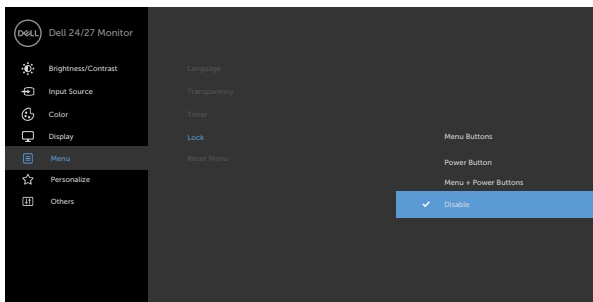 DELL
Dell 24/27 Monitor
Brightness/Contrast
Input Source
Color
Display
Menu
Personalize
Others
Language
Transparency
Timer
Lock
Reset Menu
Menu Buttons
Power Button
Menu + Power Buttons
Disable